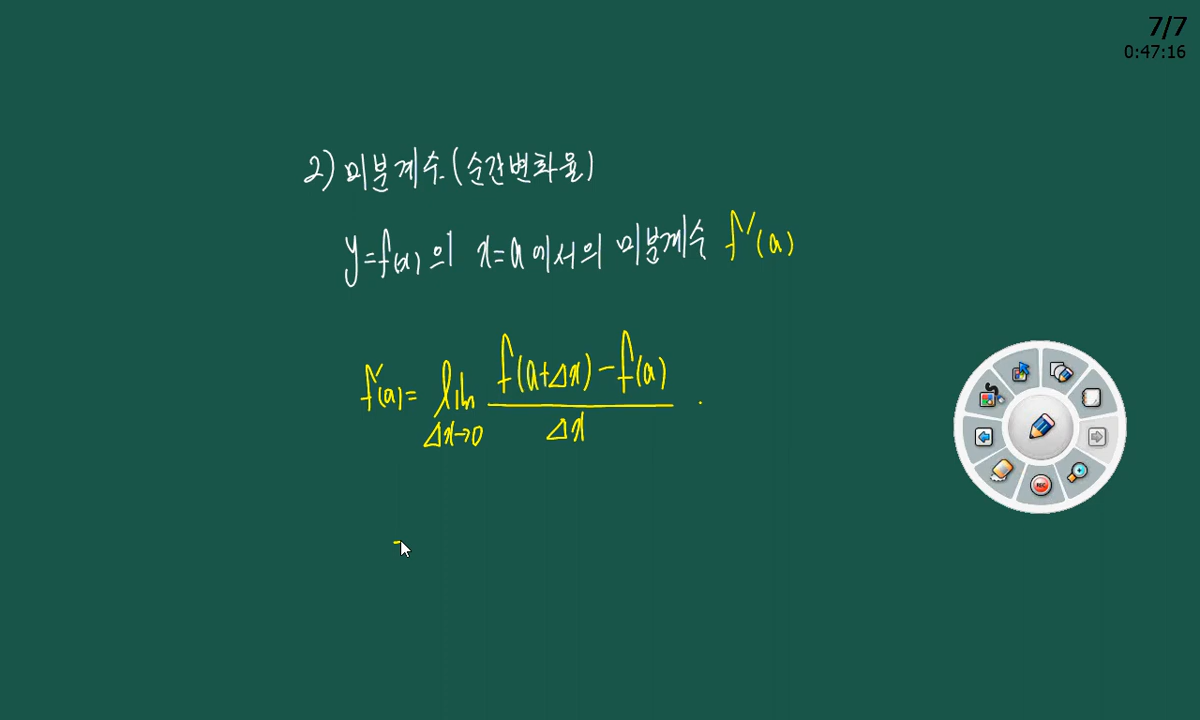 7/7
0:47:16
2) 미분계수 (순간변화율)
y=f(x) 의 x=a 에서의 미분계수 f'(a)
f'(a)= lim Δx→0 f(a+Δx)-f(a) / Δx .
REC